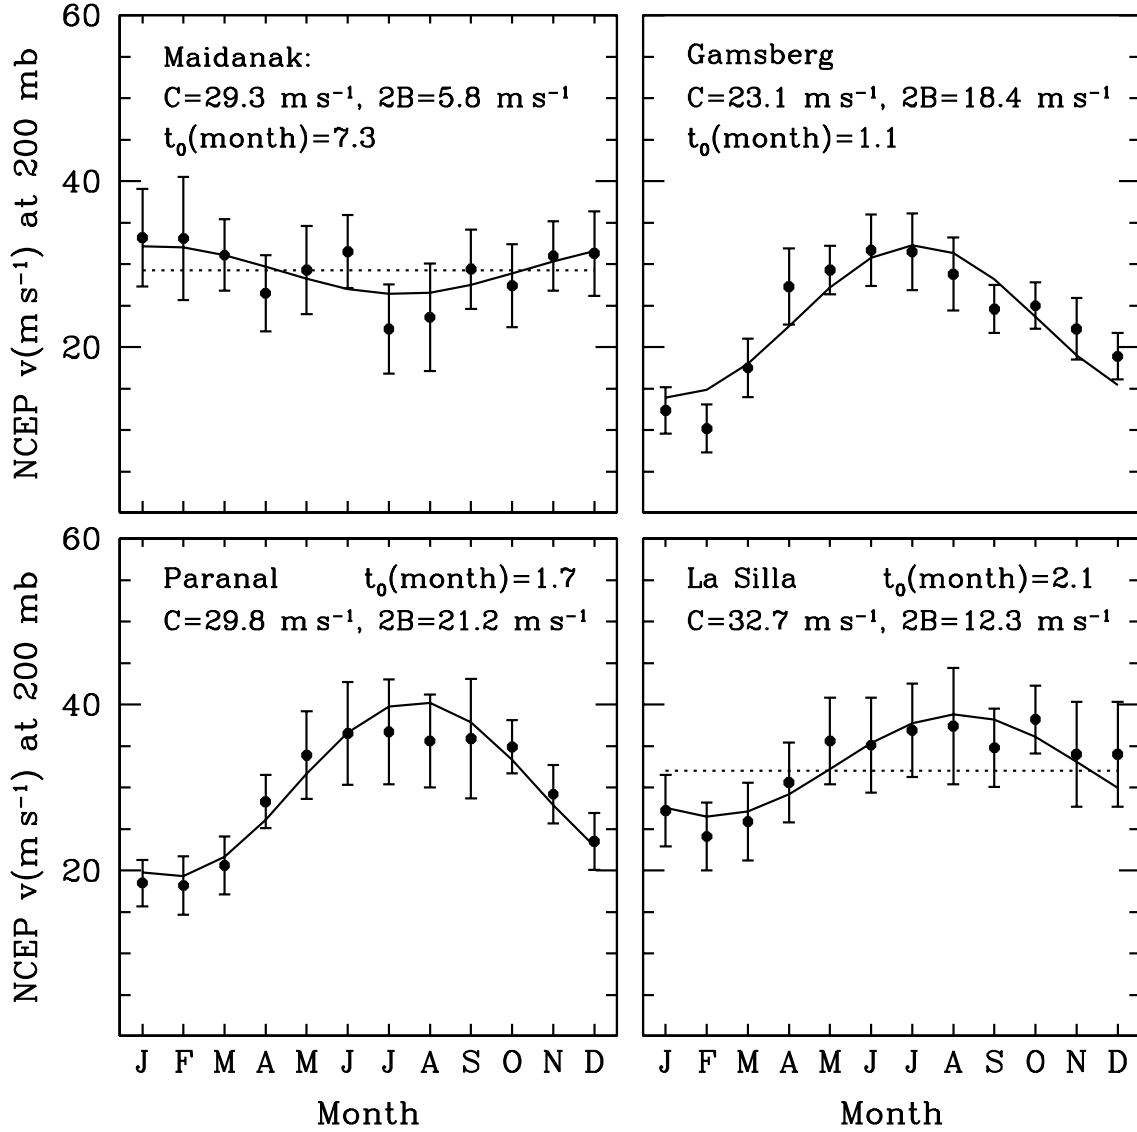 NCEP v(m s⁻¹) at 200 mb
60
40
20
Maidanak:
C=29.3 m s⁻¹, 2B=5.8 m s⁻¹
t₀(month)=7.3
Gamsberg
C=23.1 m s⁻¹, 2B=18.4 m s⁻¹
t₀(month)=1.1
NCEP v(m s⁻¹) at 200 mb
60
40
20
Paranal t₀(month)=1.7
C=29.8 m s⁻¹, 2B=21.2 m s⁻¹
La Silla t₀(month)=2.1
C=32.7 m s⁻¹, 2B=12.3 m s⁻¹
J F M A M J J A S O N D
J F M A M J J A S O N D
Month
Month